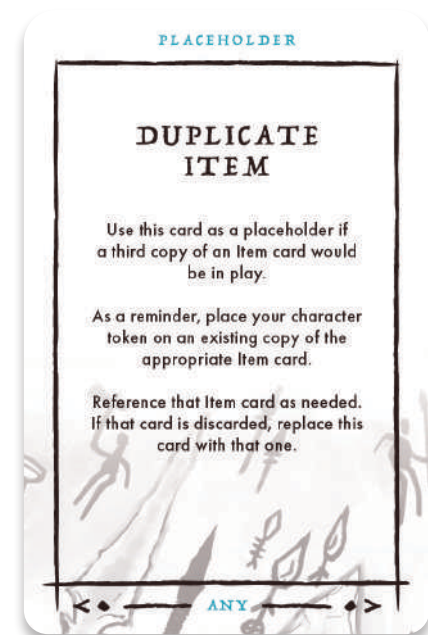 PLACEHOLDER
DUPLICATE
ITEM
Use this card as a placeholder if
a third copy of an Item card would
be in play.
As a reminder, place your character
token on an existing copy of the
appropriate Item card.
Reference that Item card as needed.
If that card is discarded, replace this
card with that one.
ANY